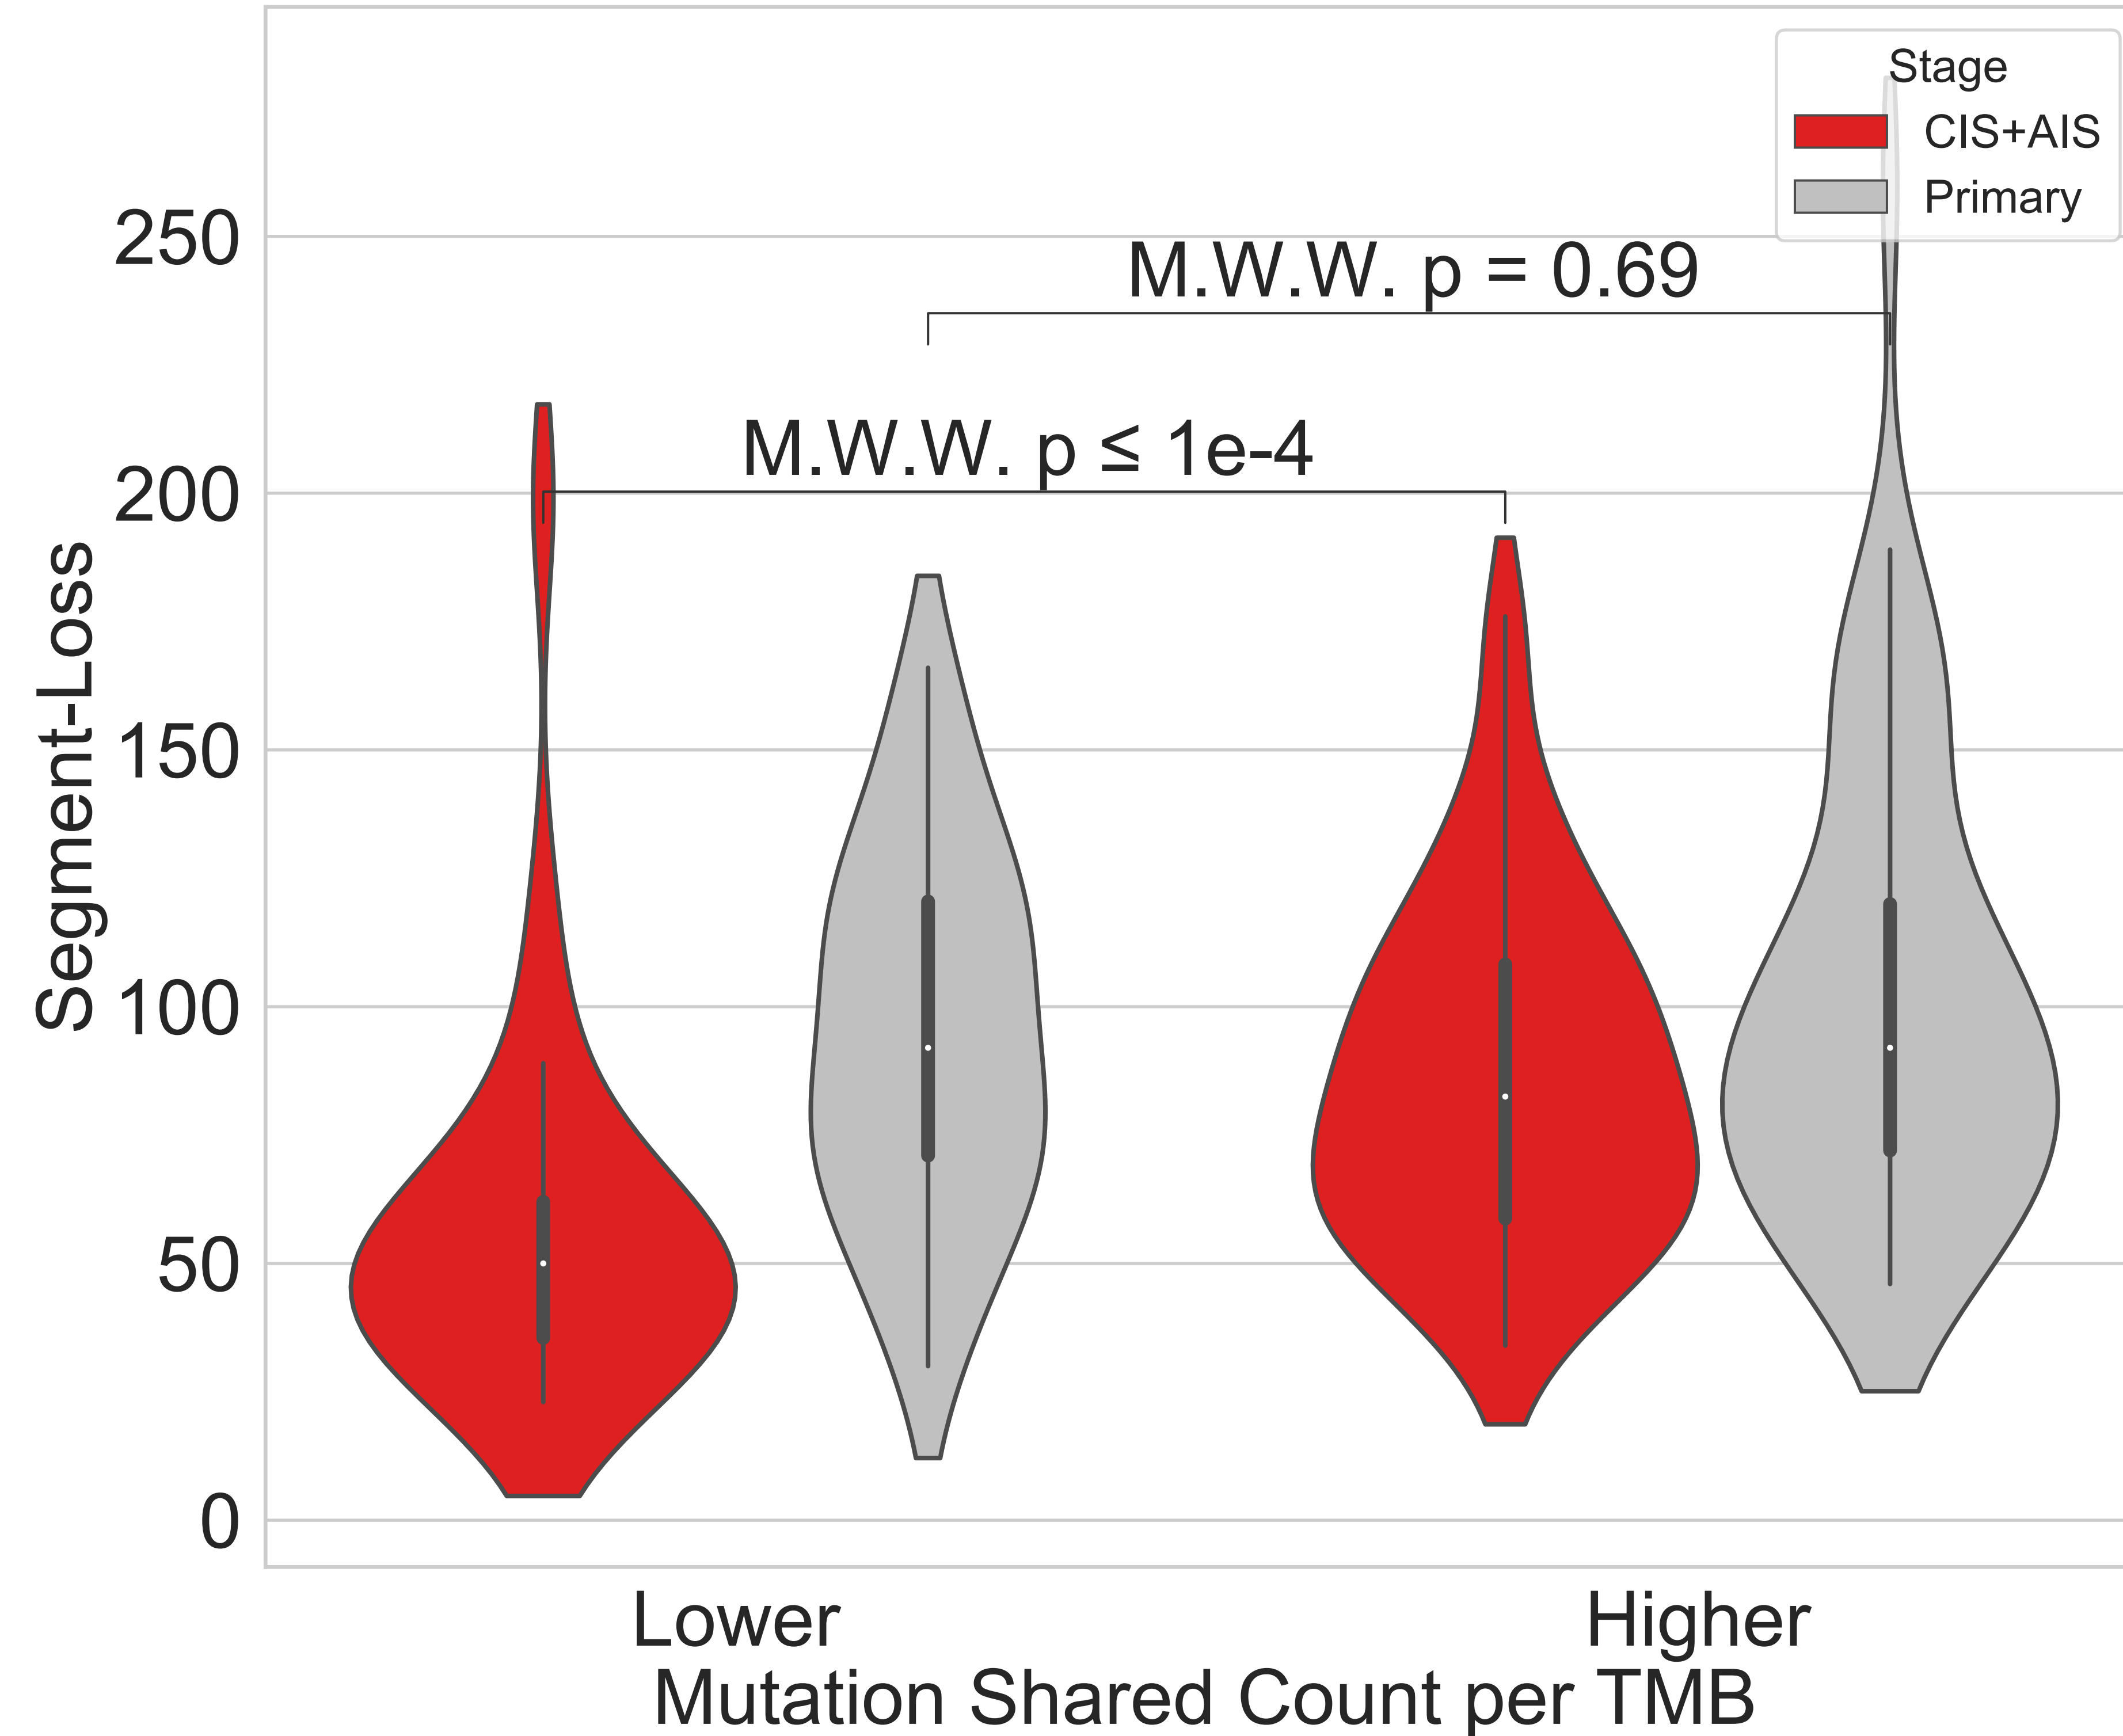 Stage
CIS+AIS
Primary
M.W.W. p = 0.69
M.W.W. p ≤ 1e-4
Segment-Loss
250
200
150
100
50
0
Lower
Higher
Mutation Shared Count per TMB